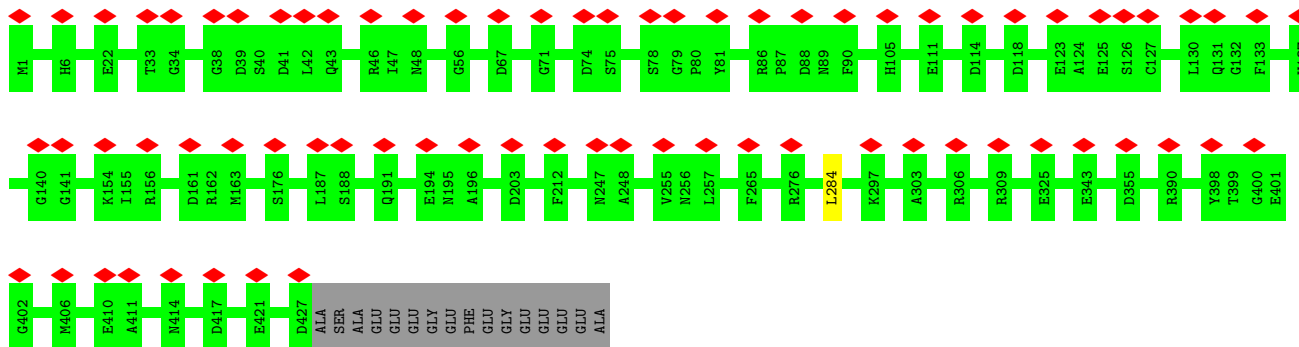 M1 H6 E22 T33 G34 G38 D39 S40 D41 L42 Q43 R46 I47 N48 G56 D67 G71 D74 S75 S78 G79 P80 Y81 R86 P87 D88 N89 F90 H105 E111 D114 D118 E123 A124 E125 S126 C127 L130 Q131 G132 F133
G140 G141 K154 I155 R156 D161 R162 M163 S176 L187 S188 Q191 E194 N195 A196 D203 F212 N247 A248 V255 N256 L257 F265 R276 L284 K297 A303 R306 R309 E325 E343 D355 R390 Y398 T399 G400 E401
G402 M406 E410 A411 N414 D417 E421 D427 ALA SER ALA GLU GLU GLU GLY GLU PHE GLU GLY GLU GLU GLU GLU ALA